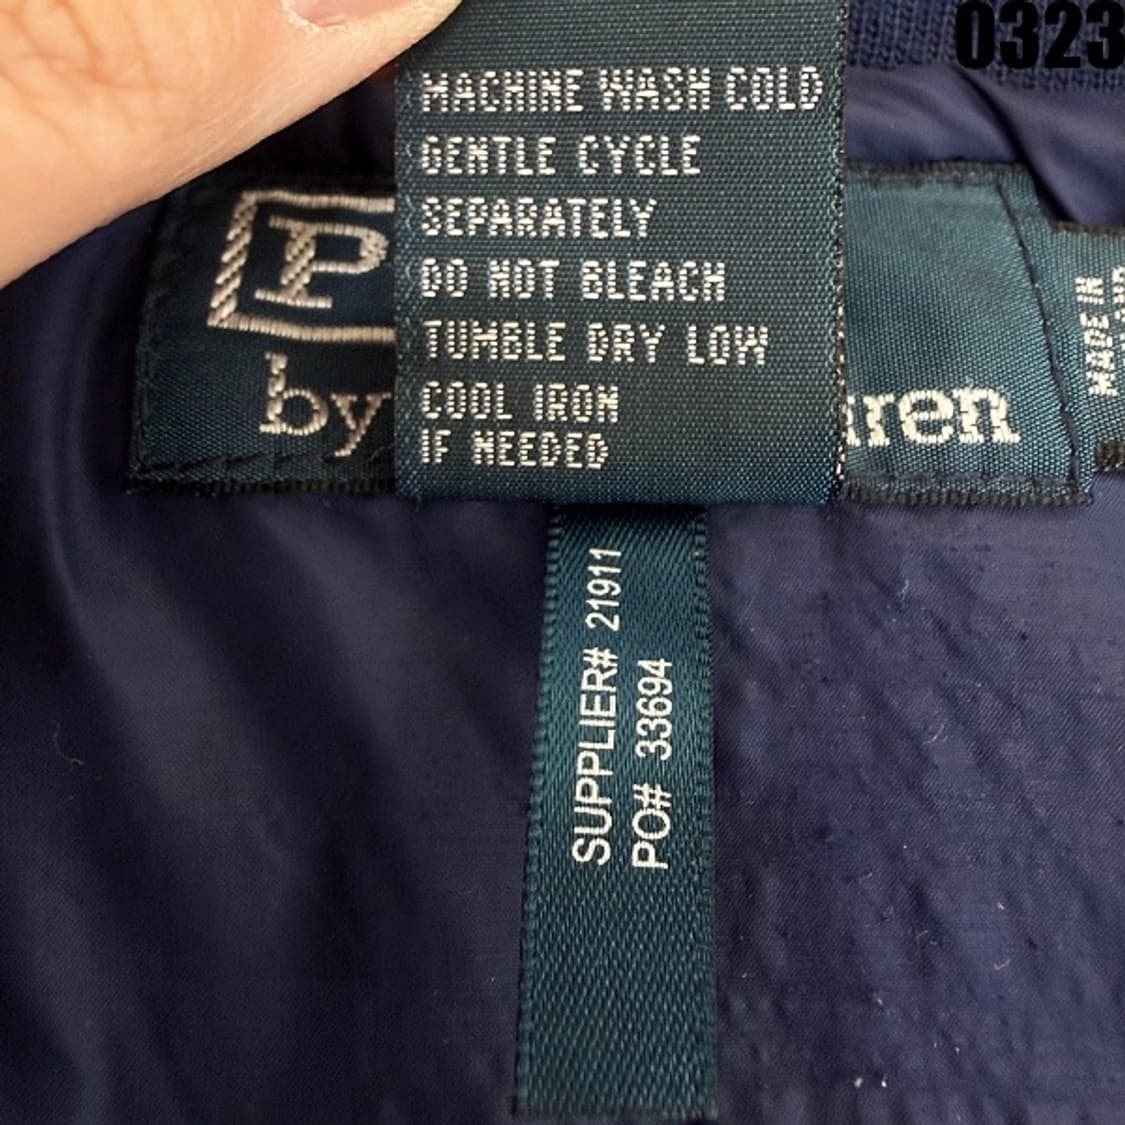 0323
MACHINE WASH COLD
GENTLE CYCLE
SEPARATELY
DO NOT BLEACH
TUMBLE DRY LOW
COOL IRON
IF NEEDED
P
by
ren
MADE IN
SUPPLIER# 21911
PO# 33694